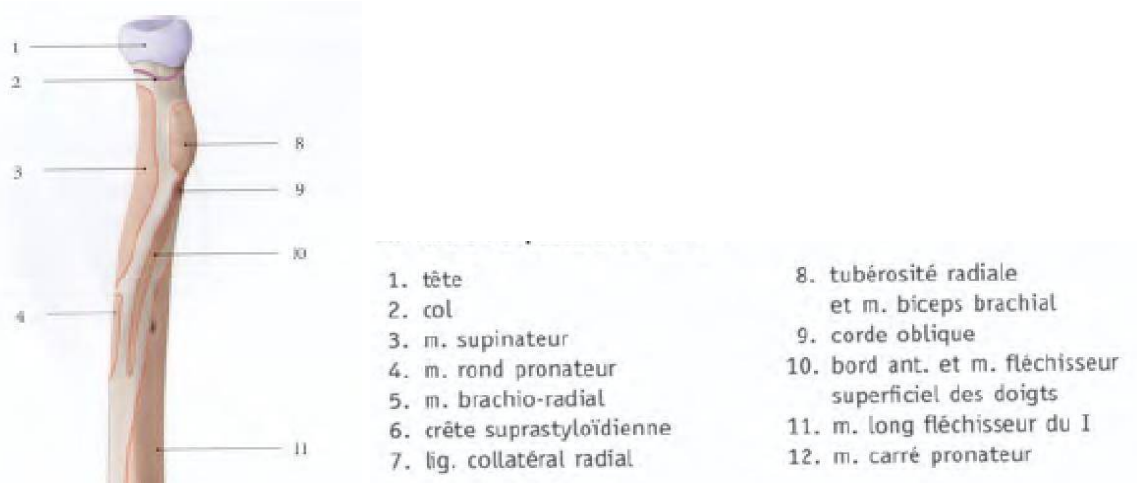 1
2
3
4
8
9
10
11
1. tête
2. col
3. m. supinateur
4. m. rond pronateur
5. m. brachio-radial
6. crête suprastyloïdienne
7. lig. collatéral radial
8. tubérosité radiale
et m. biceps brachial
9. corde oblique
10. bord ant. et m. fléchisseur
superficiel des doigts
11. m. long fléchisseur du I
12. m. carré pronateur